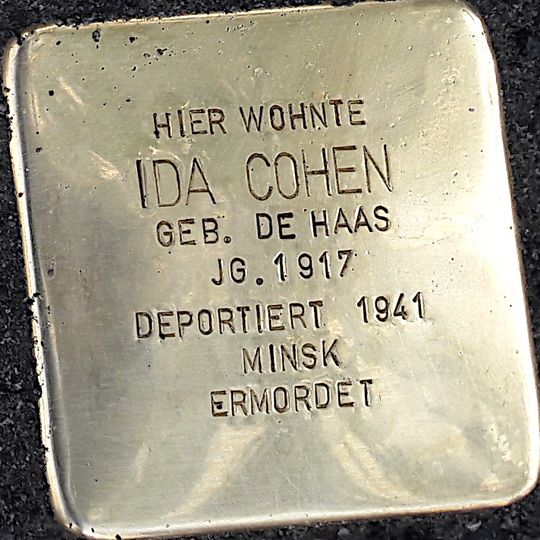 HIER WOHNTE
IDA COHEN
GEB. DE HAAS
JG. 1917
DEPORTIERT 1941
MINSK
ERMORDET